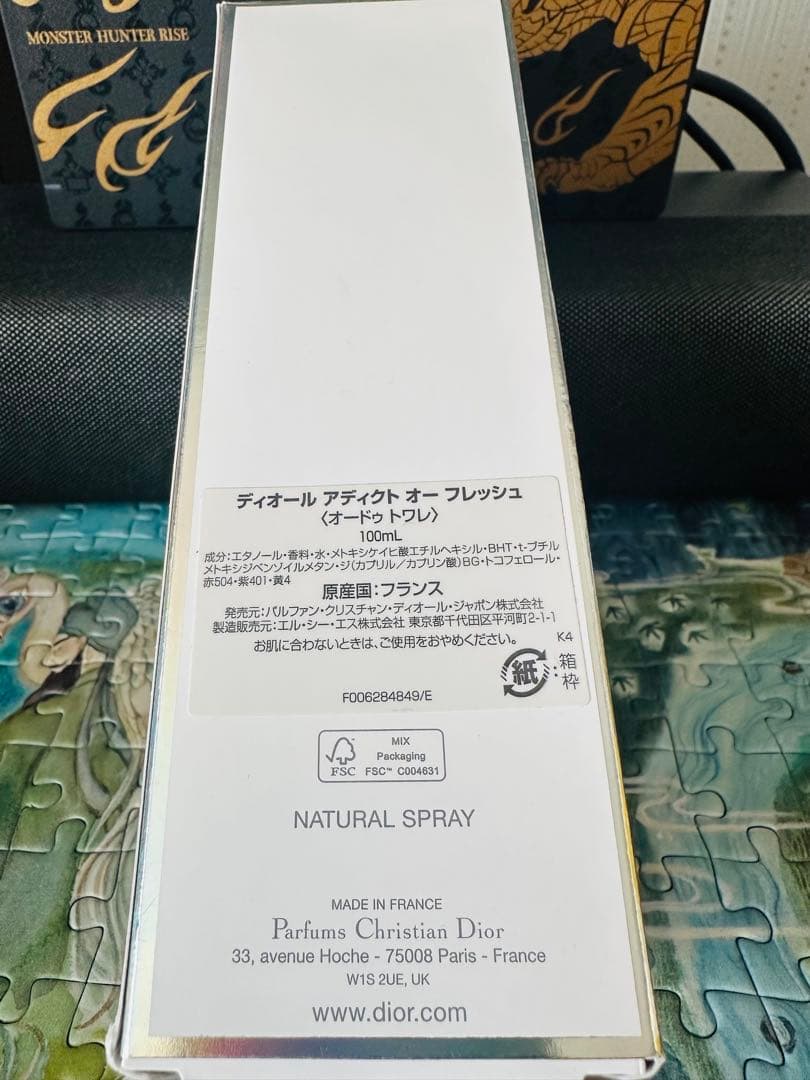 MONSTER HUNTER RISE
ディオール アディクト オー フレッシュ
〈オードゥ トワレ〉
100mL
成分：エタノール・香料・水・メトキシケイヒ酸エチルヘキシル・BHT・t-ブチル
メトキシジベンゾイルメタン・ジ(カプリル／カプリン酸)BG・トコフェロール・
赤504・紫401・黄4
原産国：フランス
発売元：パルファン・クリスチャン・ディオール・ジャポン株式会社
製造販売元：エル・シー・エス株式会社 東京都千代田区平河町2-1-1
お肌に合わないときは、ご使用をおやめください。
K4
紙：箱
枠
F006284849/E
MIX
Packaging
FSC FSC™ C004631
NATURAL SPRAY
MADE IN FRANCE
Parfums Christian Dior
33, avenue Hoche - 75008 Paris - France
W1S 2UE, UK
www.dior.com